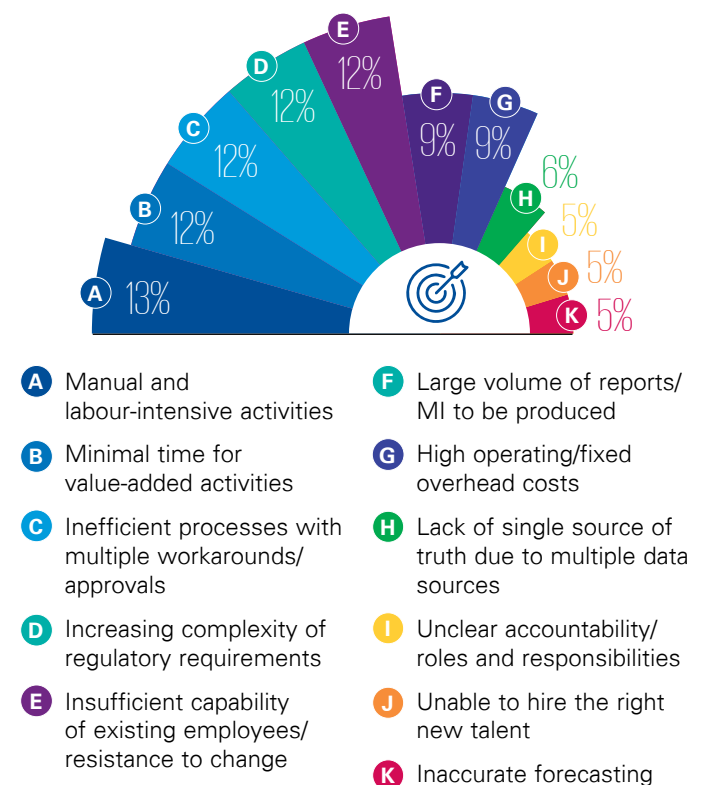 A
13%
B
12%
C
12%
D
12%
E
12%
F
9%
G
9%
H
6%
I
5%
J
5%
K
5%
A Manual and
labour-intensive activities
B Minimal time for
value-added activities
C Inefficient processes with
multiple workarounds/
approvals
D Increasing complexity of
regulatory requirements
E Insufficient capability
of existing employees/
resistance to change
F Large volume of reports/
MI to be produced
G High operating/fixed
overhead costs
H Lack of single source of
truth due to multiple data
sources
I Unclear accountability/
roles and responsibilities
J Unable to hire the right
new talent
K Inaccurate forecasting